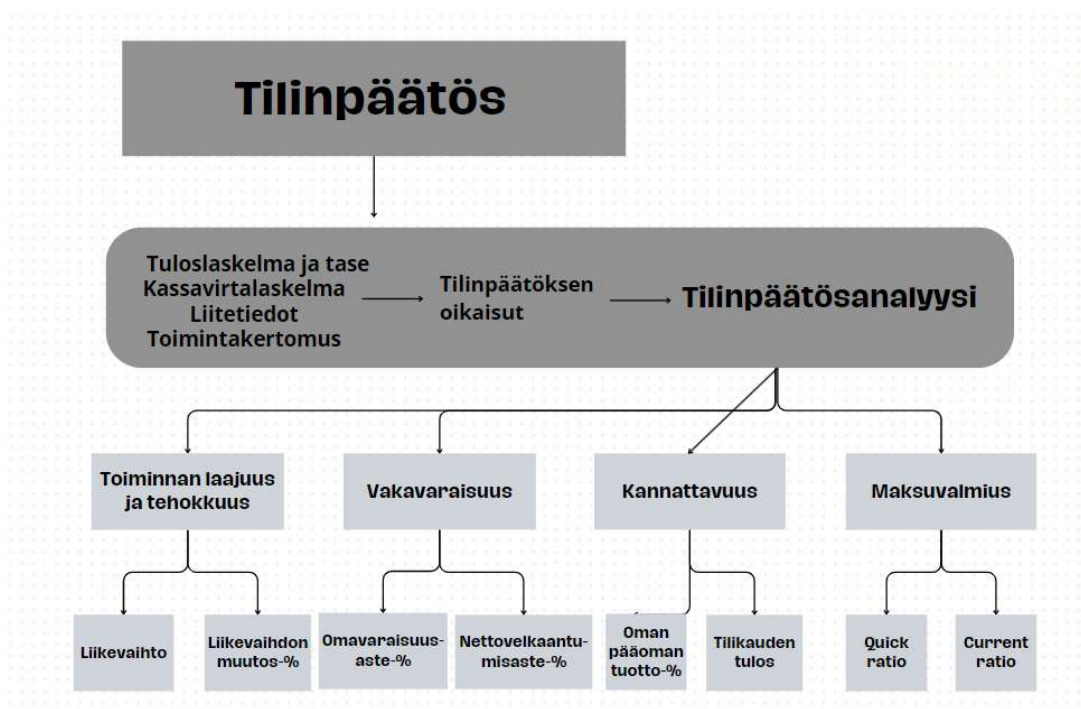 Tilinpäätös
Tuloslaskelma ja tase
Kassavirtalaskelma
Liitetiedot
Toimintakertomus
Tilinpäätöksen
oikaisut
Tilinpäätösanalyysi
Toiminnan laajuus
ja tehokkuus
Vakavaraisuus
Kannattavuus
Maksuvalmius
Liikevaihto
Liikevaihdon
muutos-%
Omavaraisuus-
aste-%
Nettovelkaantu-
misaste-%
Oman
pääoman
tuotto-%
Tilikauden
tulos
Quick
ratio
Current
ratio